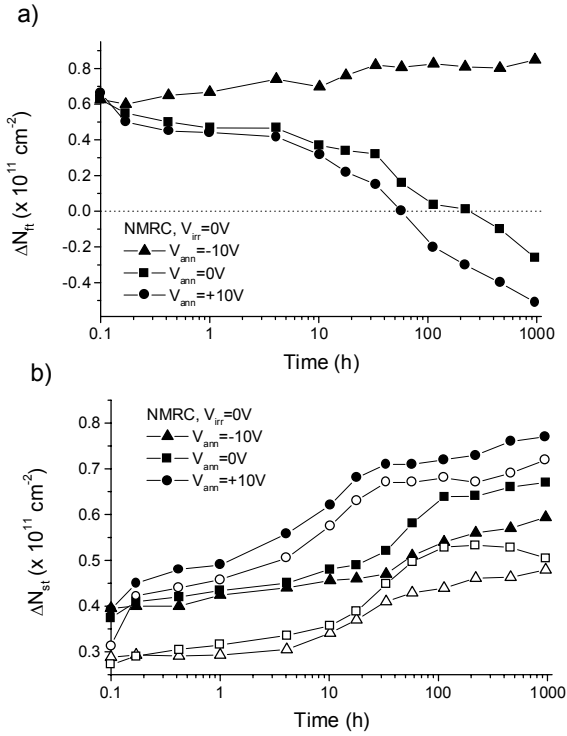 a)
ΔN_ft (x 10^11 cm^-2)
0.8
0.6
0.4
0.2
0.0
-0.2
-0.4
NMRC, V_irr=0V
V_ann=-10V
V_ann=0V
V_ann=+10V
0.1 1 10 100 1000
Time (h)
b)
ΔN_st (x 10^11 cm^-2)
0.8
0.7
0.6
0.5
0.4
0.3
NMRC, V_irr=0V
V_ann=-10V
V_ann=0V
V_ann=+10V
0.1 1 10 100 1000
Time (h)